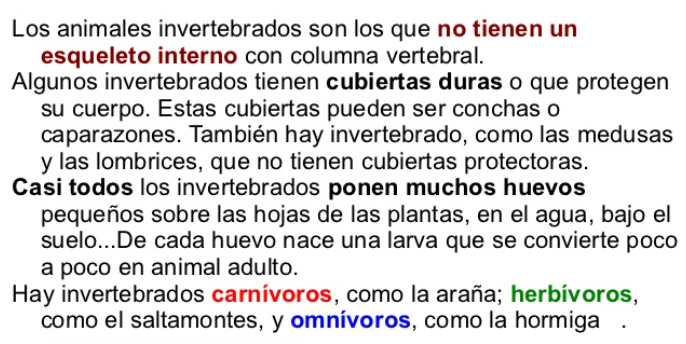 Los animales invertebrados son los que no tienen un
esqueleto interno con columna vertebral.
Algunos invertebrados tienen cubiertas duras o que protegen
su cuerpo. Estas cubiertas pueden ser conchas o
caparazones. También hay invertebrado, como las medusas
y las lombrices, que no tienen cubiertas protectoras.
Casi todos los invertebrados ponen muchos huevos
pequeños sobre las hojas de las plantas, en el agua, bajo el
suelo...De cada huevo nace una larva que se convierte poco
a poco en animal adulto.
Hay invertebrados carnívoros, como la araña; herbívoros,
como el saltamontes, y omnívoros, como la hormiga .